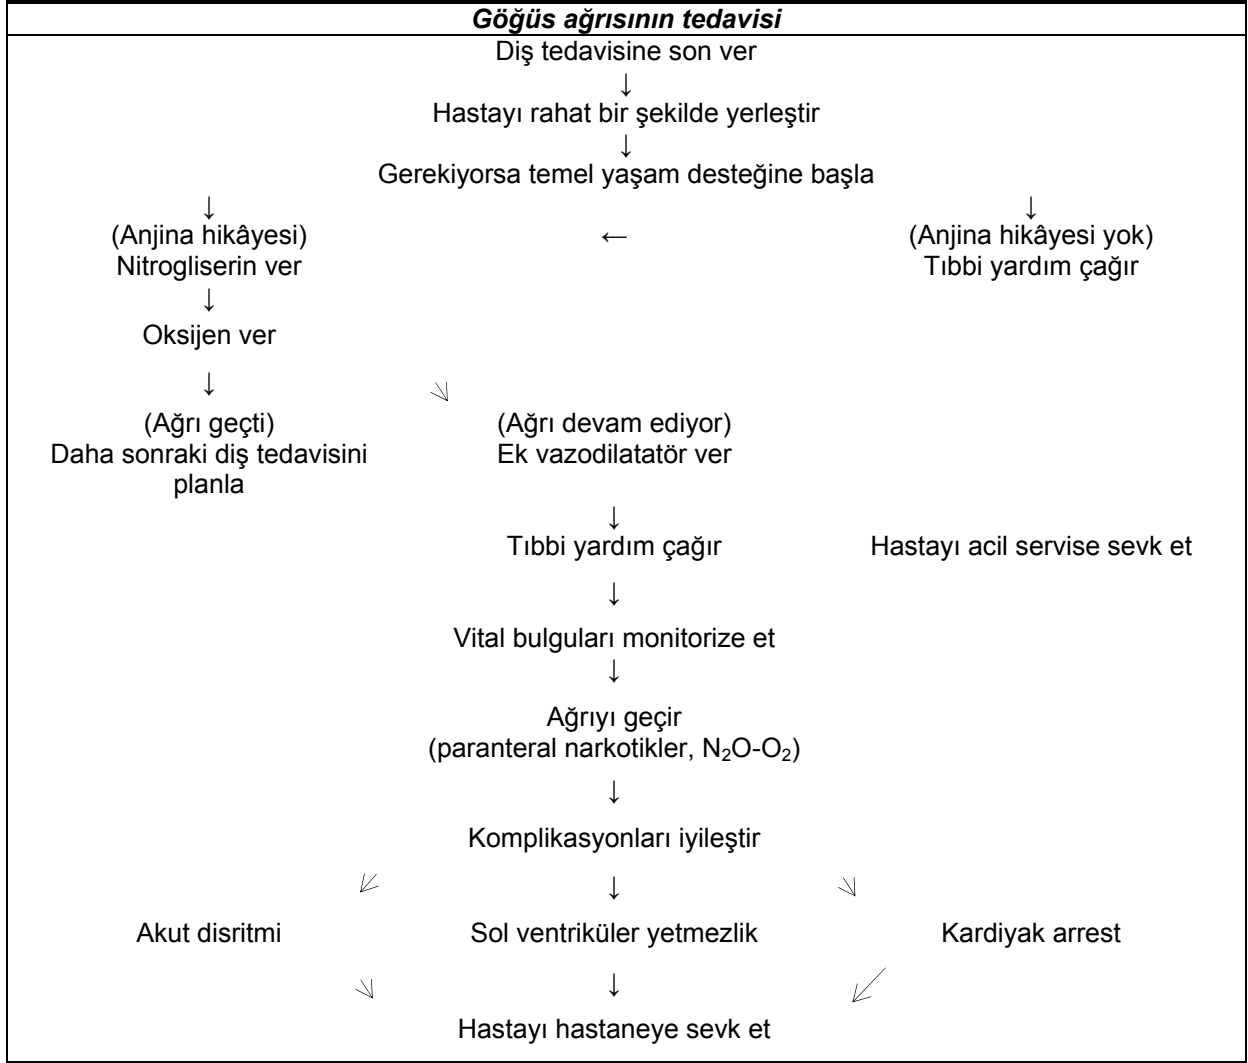 Göğüs ağrısının tedavisi
Diş tedavisine son ver
↓
Hastayı rahat bir şekilde yerleştir
↓
Gerekiyorsa temel yaşam desteğine başla
↓ ↓
(Anjina hikâyesi) ← (Anjina hikâyesi yok)
Nitrogliserin ver Tıbbi yardım çağır
↓
Oksijen ver
↓ ↘
(Ağrı geçti) (Ağrı devam ediyor)
Daha sonraki diş tedavisini Ek vazodilatatör ver
planla
↓
Tıbbi yardım çağır Hastayı acil servise sevk et
↓
Vital bulguları monitorize et
↓
Ağrıyı geçir
(paranteral narkotikler, N₂O-O₂)
↓
Komplikasyonları iyileştir
↙ ↓ ↘
Akut disritmi Sol ventriküler yetmezlik Kardiyak arrest
↘ ↓ ↙
Hastayı hastaneye sevk et